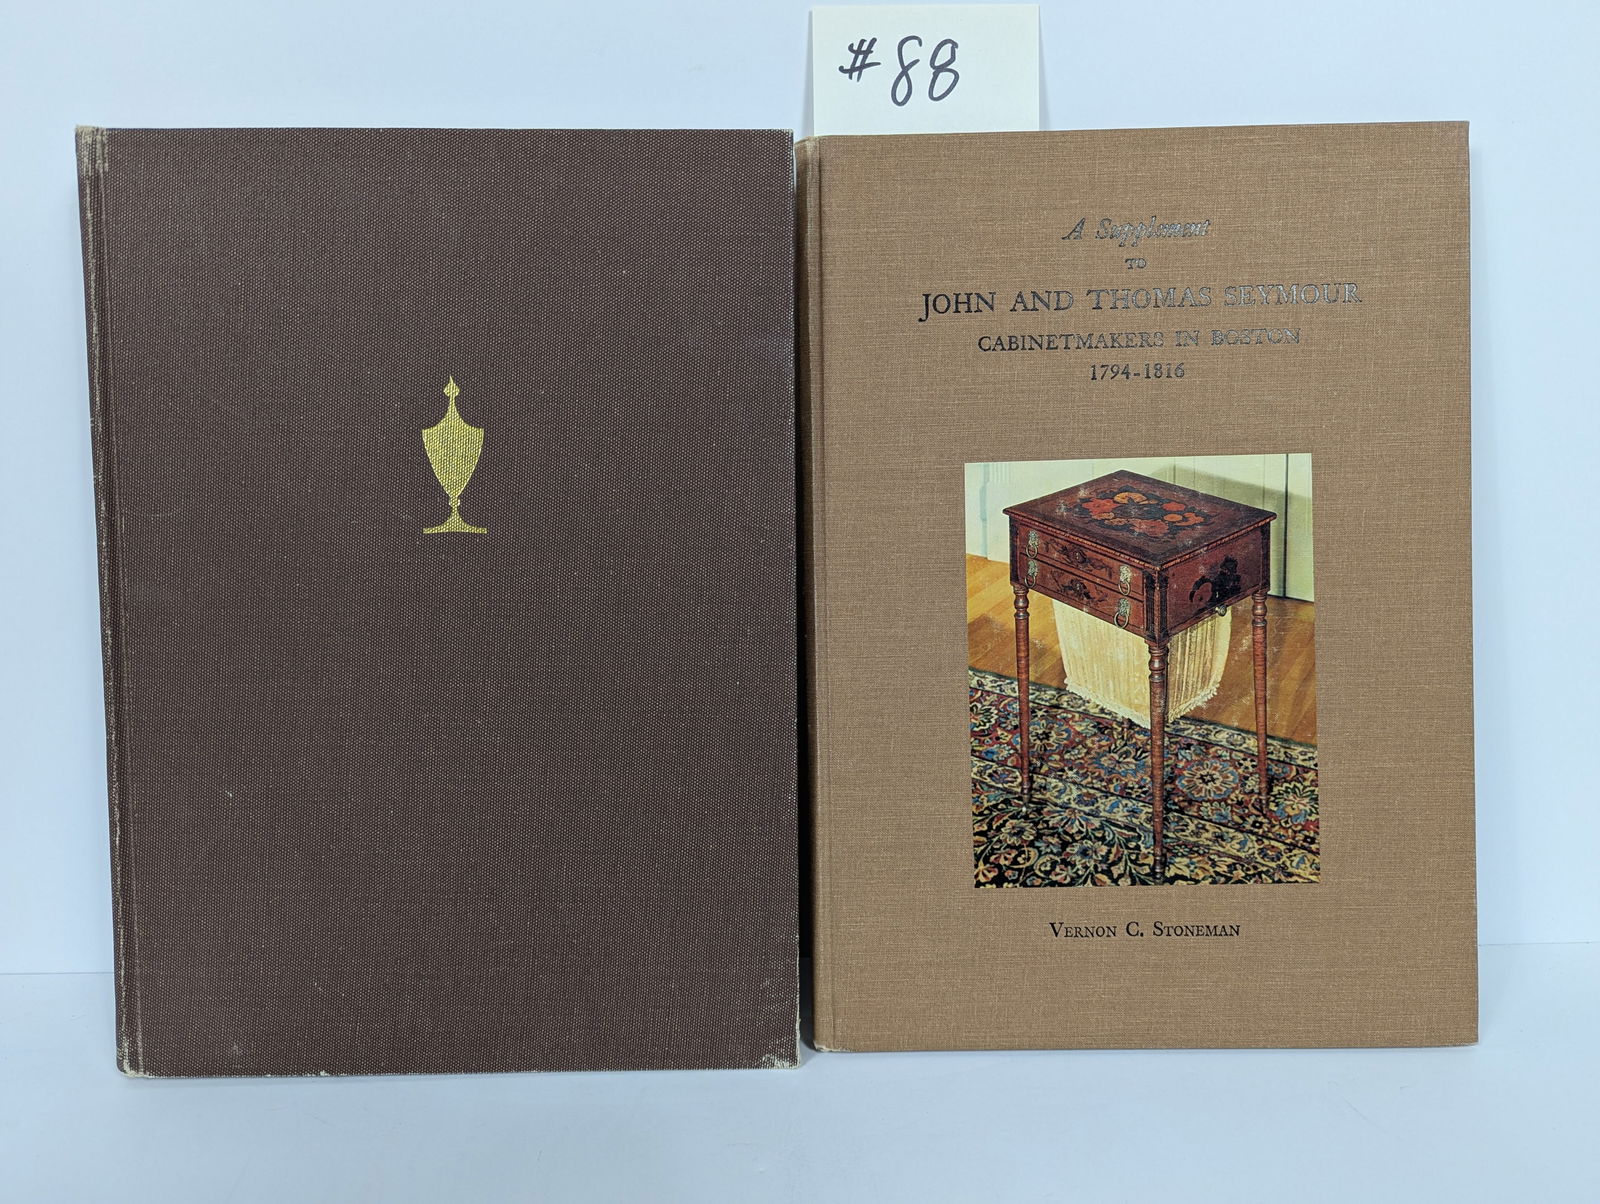 #88
A Supplement
TO
JOHN AND THOMAS SEYMOUR
CABINETMAKERS IN BOSTON
1794-1816
VERNON C. STONEMAN